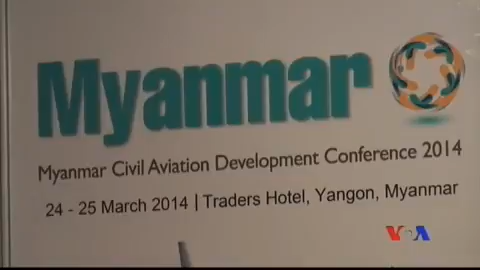 Myanmar
Myanmar Civil Aviation Development Conference 2014
24 - 25 March 2014 | Traders Hotel, Yangon, Myanmar
VOA